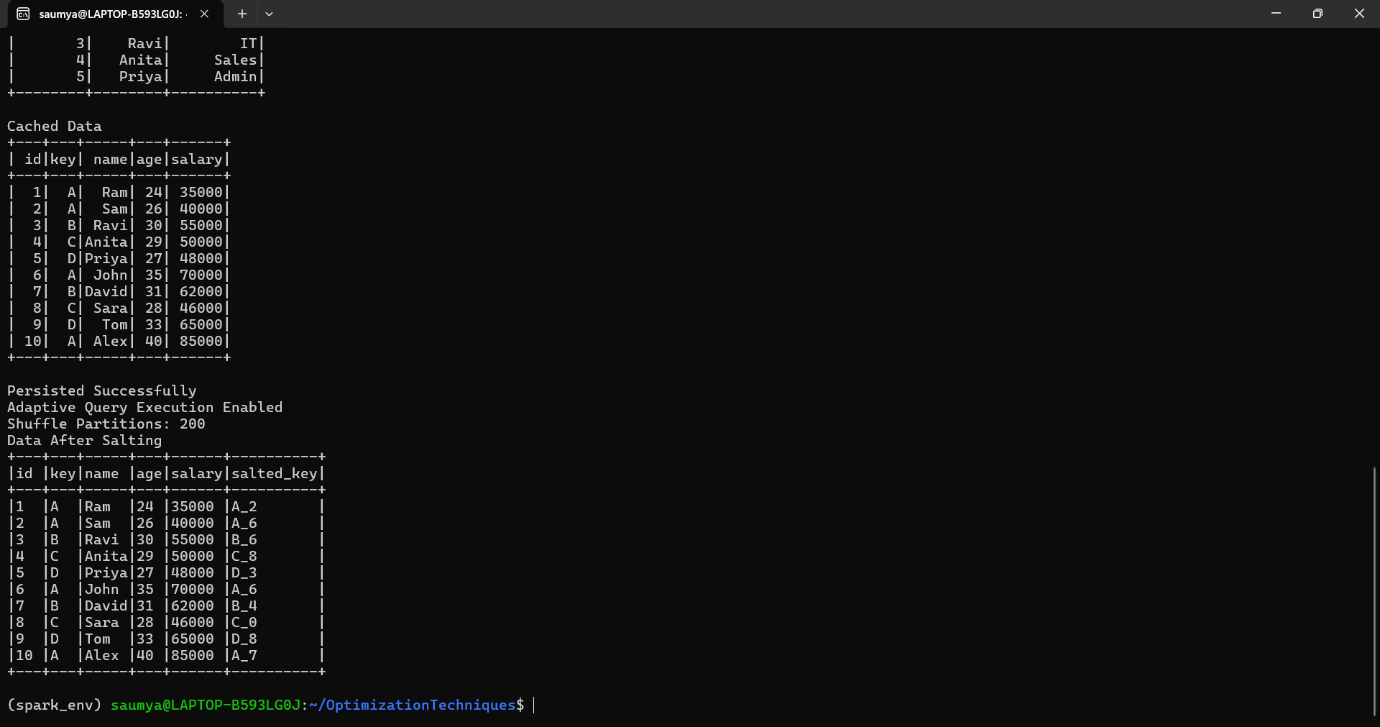 saumya@LAPTOP-B593LG0J: ·
|        3|    Ravi|        IT|
|        4|   Anita|     Sales|
|        5|   Priya|     Admin|
+--------+--------+----------+

Cached Data
+---+---+-----+---+------+
| id|key| name|age|salary|
+---+---+-----+---+------+
|  1|  A|  Ram| 24| 35000|
|  2|  A|  Sam| 26| 40000|
|  3|  B| Ravi| 30| 55000|
|  4|  C|Anita| 29| 50000|
|  5|  D|Priya| 27| 48000|
|  6|  A| John| 35| 70000|
|  7|  B|David| 31| 62000|
|  8|  C| Sara| 28| 46000|
|  9|  D|  Tom| 33| 65000|
| 10|  A| Alex| 40| 85000|
+---+---+-----+---+------+

Persisted Successfully
Adaptive Query Execution Enabled
Shuffle Partitions: 200
Data After Salting
+---+---+-----+---+------+----------+
|id |key|name |age|salary|salted_key|
+---+---+-----+---+------+----------+
|1  |A  |Ram  |24 |35000 |A_2       |
|2  |A  |Sam  |26 |40000 |A_6       |
|3  |B  |Ravi |30 |55000 |B_6       |
|4  |C  |Anita|29 |50000 |C_8       |
|5  |D  |Priya|27 |48000 |D_3       |
|6  |A  |John |35 |70000 |A_6       |
|7  |B  |David|31 |62000 |B_4       |
|8  |C  |Sara |28 |46000 |C_0       |
|9  |D  |Tom  |33 |65000 |D_8       |
|10 |A  |Alex |40 |85000 |A_7       |
+---+---+-----+---+------+----------+

(spark_env) saumya@LAPTOP-B593LG0J:~/OptimizationTechniques$